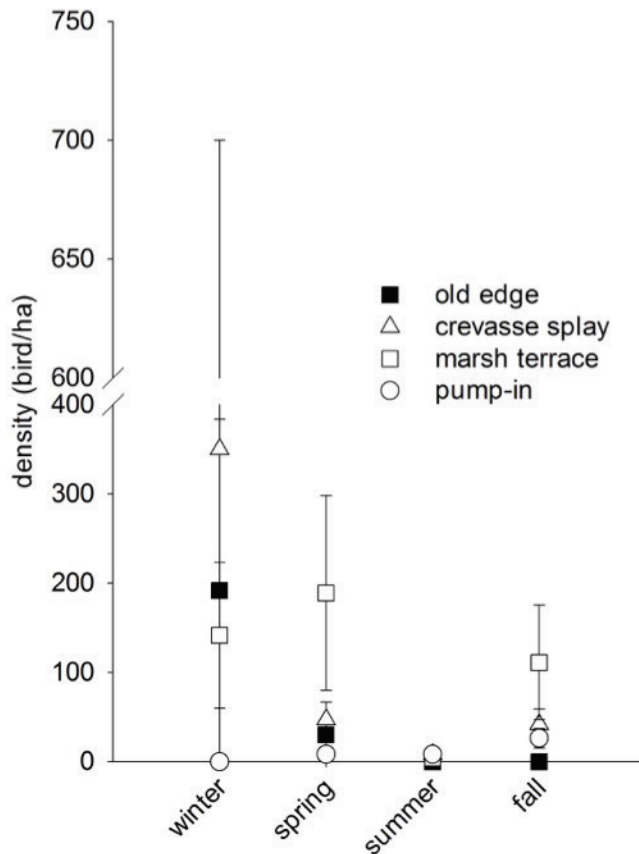 750
700
650
600
400
300
200
100
0
density (bird/ha)
old edge
crevasse splay
marsh terrace
pump-in
winter
spring
summer
fall